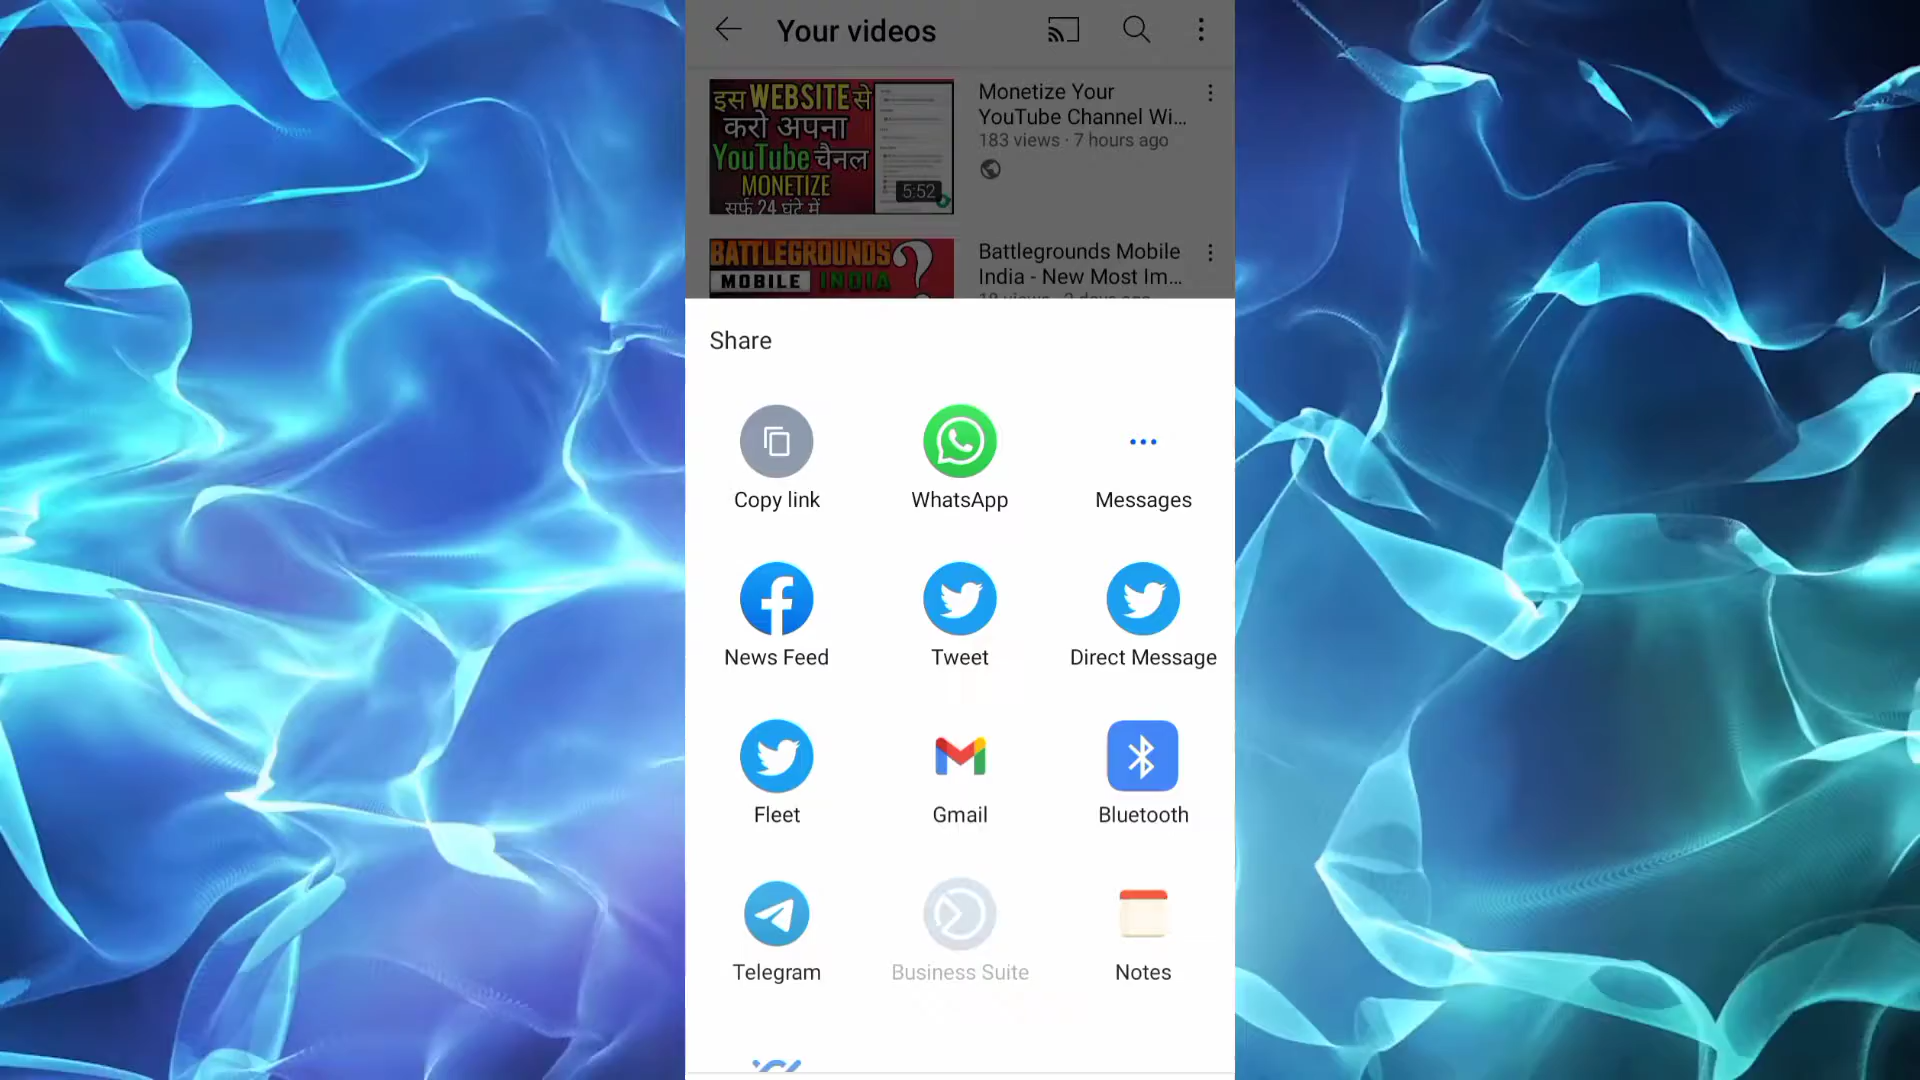 Your videos
इस WEBSITE से
करो अपना
YouTube चैनल
MONETIZE
सर्फ 24 घंटे में
5:52
Monetize Your
YouTube Channel Wi...
183 views · 7 hours ago
BATTLEGROUNDS
MOBILE INDIA
?
Battlegrounds Mobile
India - New Most Im...
Share
Copy link
WhatsApp
Messages
News Feed
Tweet
Direct Message
Fleet
Gmail
Bluetooth
Telegram
Business Suite
Notes